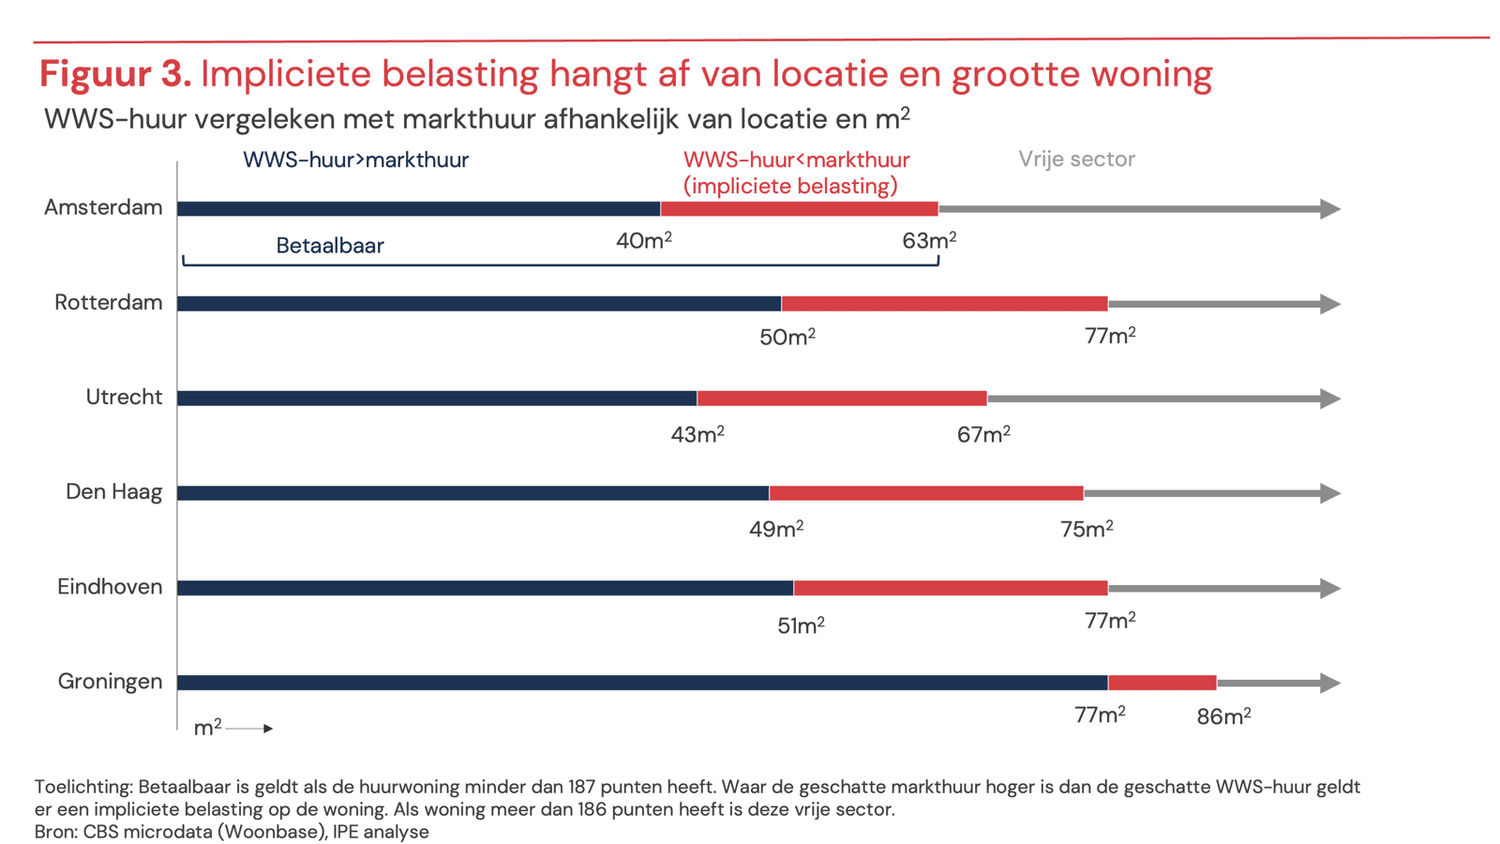 Figuur 3. Impliciete belasting hangt af van locatie en grootte woning
WWS-huur vergeleken met markthuur afhankelijk van locatie en m²
WWS-huur>markthuur
WWS-huur<markthuur
(impliciete belasting)
Vrije sector
Amsterdam
40m²
63m²
Betaalbaar
Rotterdam
50m²
77m²
Utrecht
43m²
67m²
Den Haag
49m²
75m²
Eindhoven
51m²
77m²
Groningen
77m²
86m²
m²
Toelichting: Betaalbaar is geldt als de huurwoning minder dan 187 punten heeft. Waar de geschatte markthuur hoger is dan de geschatte WWS-huur geldt
er een impliciete belasting op de woning. Als woning meer dan 186 punten heeft is deze vrije sector.
Bron: CBS microdata (Woonbase), IPE analyse